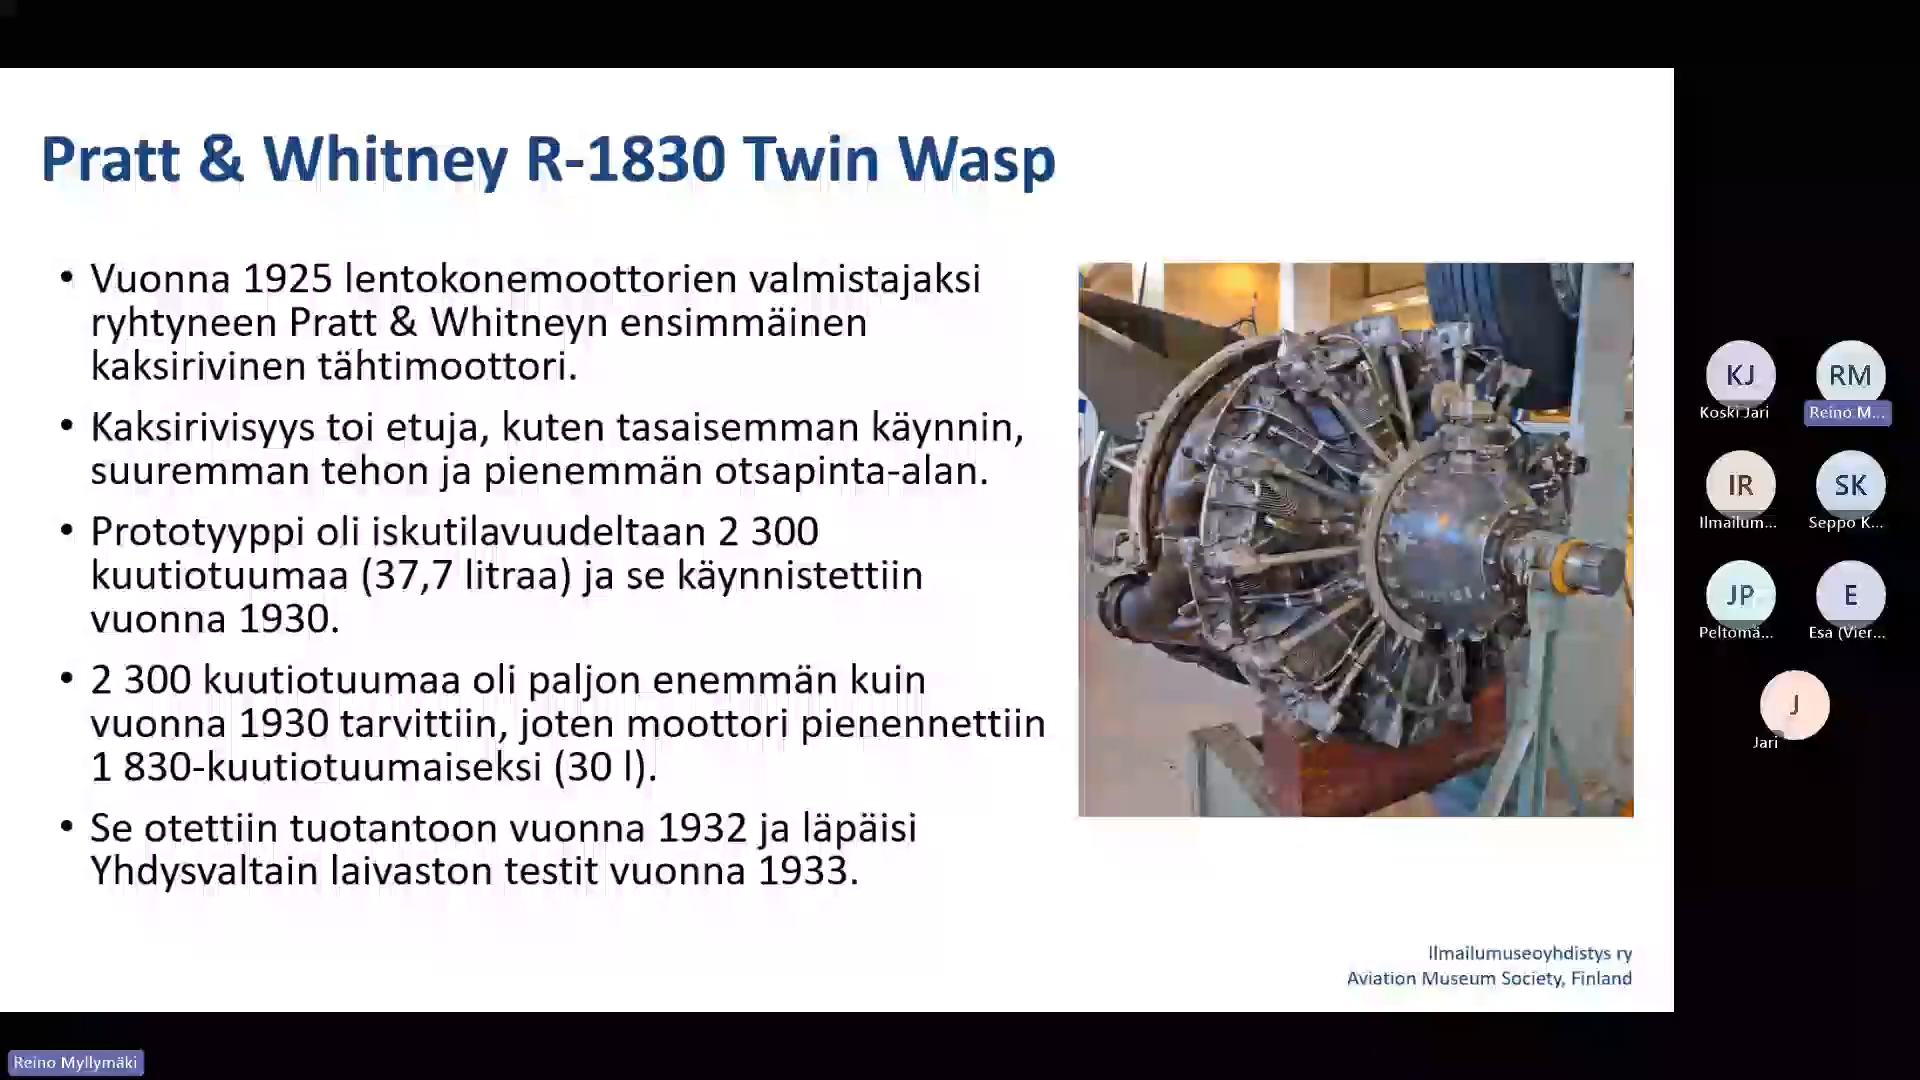 Pratt & Whitney R-1830 Twin Wasp
• Vuonna 1925 lentokonemoottorien valmistajaksi
ryhtyneen Pratt & Whitneyn ensimmäinen
kaksirivinen tähtimoottori.
• Kaksirivisyys toi etuja, kuten tasaisemman käynnin,
suuremman tehon ja pienemmän otsapinta-alan.
• Prototyyppi oli iskutilavuudeltaan 2 300
kuutiotuumaa (37,7 litraa) ja se käynnistettiin
vuonna 1930.
• 2 300 kuutiotuumaa oli paljon enemmän kuin
vuonna 1930 tarvittiin, joten moottori pienennettiin
1 830-kuutiotuumaiseksi (30 l).
• Se otettiin tuotantoon vuonna 1932 ja läpäisi
Yhdysvaltain laivaston testit vuonna 1933.
Ilmailumuseoyhdistys ry
Aviation Museum Society, Finland
KJ
Koski Jari
RM
Reino M...
IR
Ilmailum...
SK
Seppo K...
JP
Peltomä...
E
Esa (Vier...
J
Jari
Reino Myllymäki